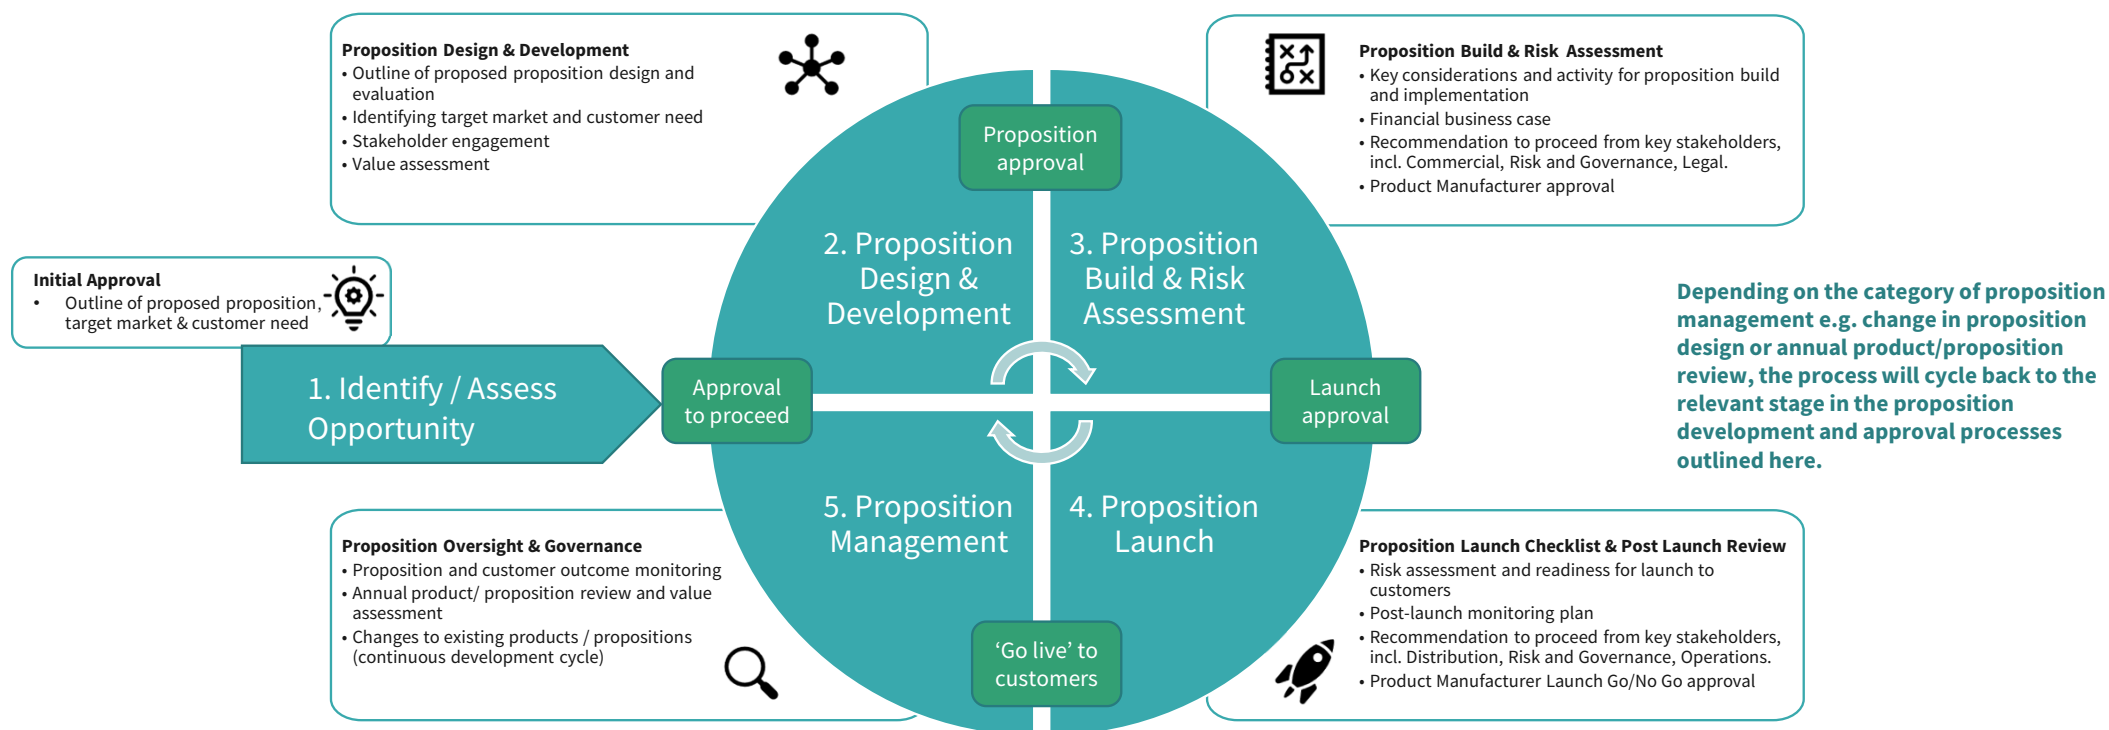 Proposition Design & Development
• Outline of proposed proposition design and
evaluation
• Identifying target market and customer need
• Stakeholder engagement
• Value assessment
Proposition Build & Risk Assessment
• Key considerations and activity for proposition build
and implementation
• Financial business case
• Recommendation to proceed from key stakeholders,
incl. Commercial, Risk and Governance, Legal.
• Product Manufacturer approval
Initial Approval
• Outline of proposed proposition,
target market & customer need
1. Identify / Assess
Opportunity
Approval
to proceed
Proposition
approval
2. Proposition
Design &
Development
3. Proposition
Build & Risk
Assessment
Launch
approval
4. Proposition
Launch
5. Proposition
Management
‘Go live’ to
customers
Depending on the category of proposition
management e.g. change in proposition
design or annual product/proposition
review, the process will cycle back to the
relevant stage in the proposition
development and approval processes
outlined here.
Proposition Oversight & Governance
• Proposition and customer outcome monitoring
• Annual product/ proposition review and value
assessment
• Changes to existing products / propositions
(continuous development cycle)
Proposition Launch Checklist & Post Launch Review
• Risk assessment and readiness for launch to
customers
• Post-launch monitoring plan
• Recommendation to proceed from key stakeholders,
incl. Distribution, Risk and Governance, Operations.
• Product Manufacturer Launch Go/No Go approval